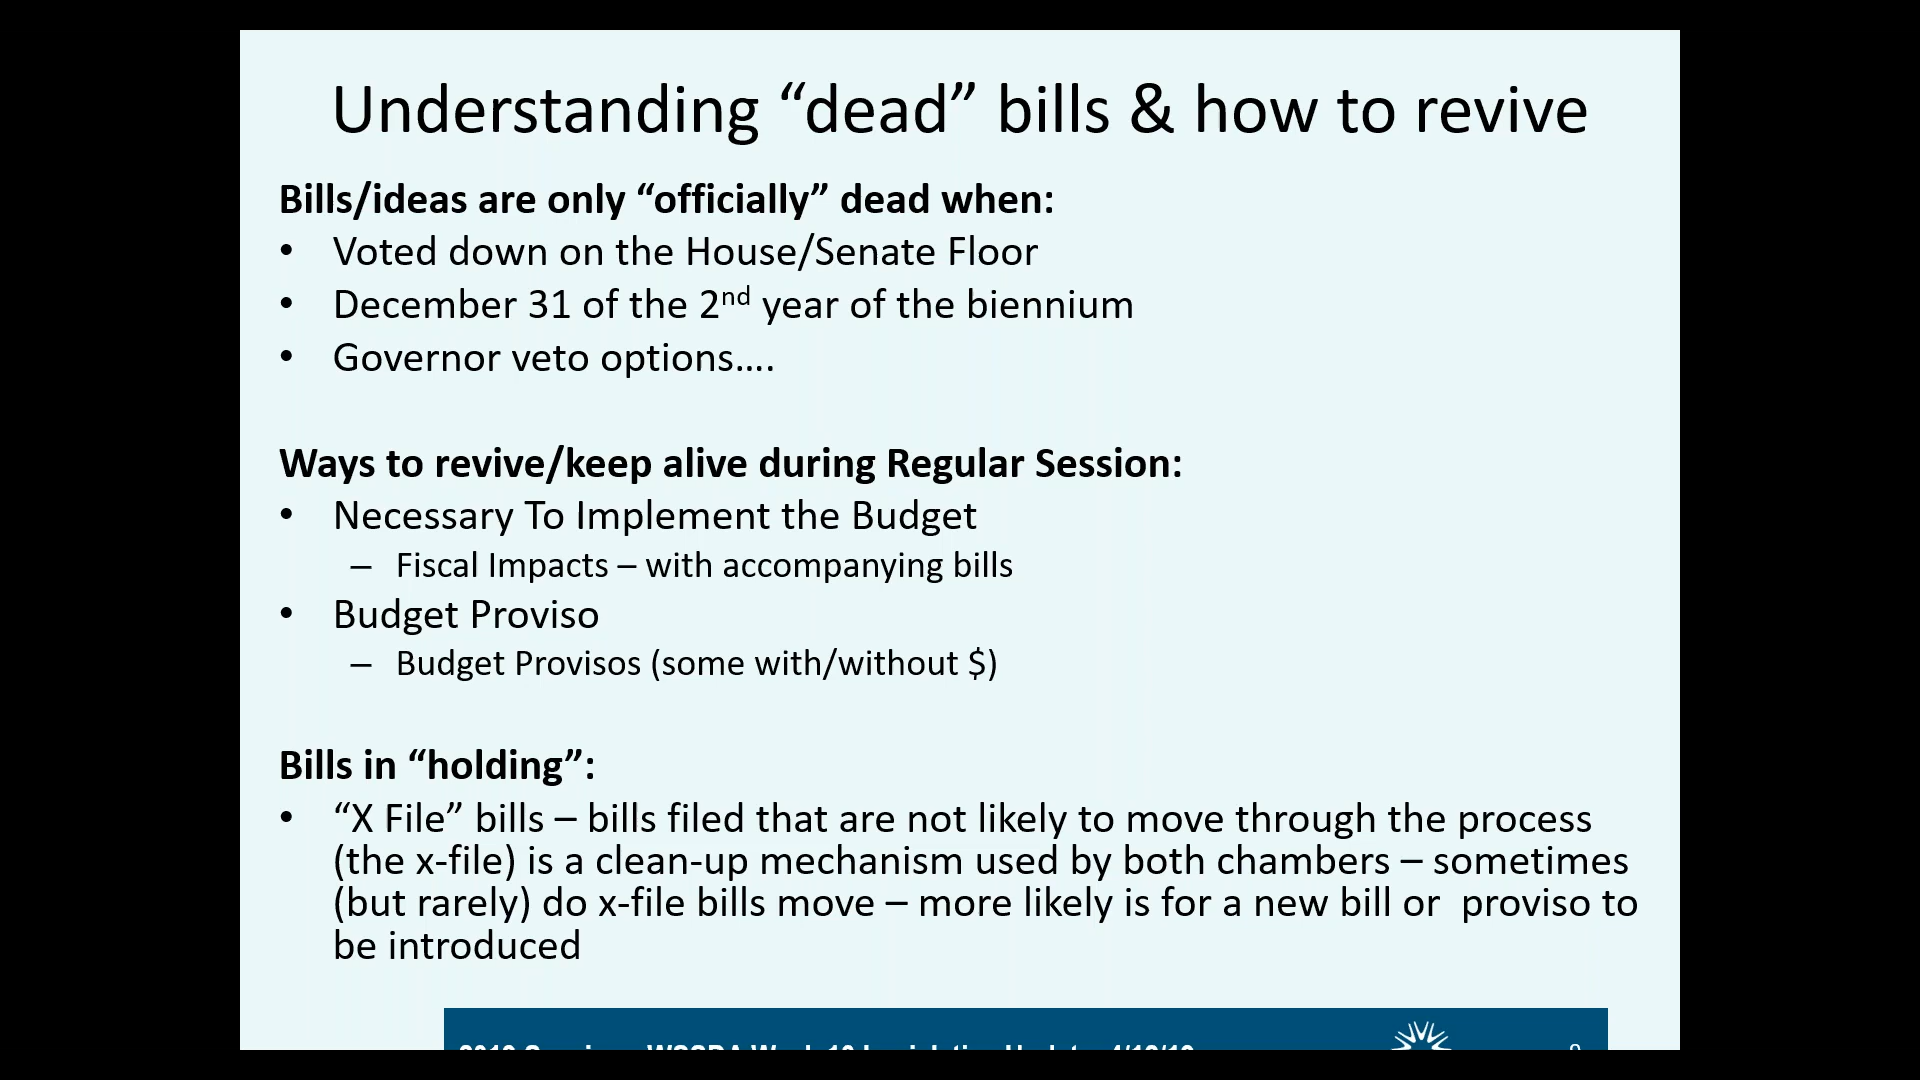 Understanding “dead” bills & how to revive
Bills/ideas are only “officially” dead when:
• Voted down on the House/Senate Floor
• December 31 of the 2nd year of the biennium
• Governor veto options….
Ways to revive/keep alive during Regular Session:
• Necessary To Implement the Budget
– Fiscal Impacts – with accompanying bills
• Budget Proviso
– Budget Provisos (some with/without $)
Bills in “holding”:
• “X File” bills – bills filed that are not likely to move through the process
(the x-file) is a clean-up mechanism used by both chambers – sometimes
(but rarely) do x-file bills move – more likely is for a new bill or  proviso to
be introduced